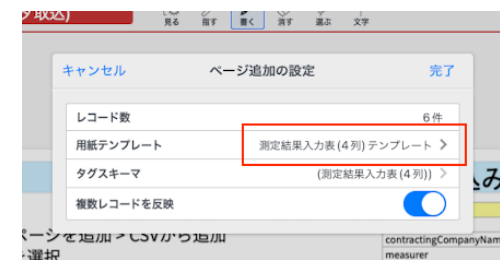 タ取込)
見る 指す 書く 消す 選ぶ 文字
キャンセル ページ追加の設定 完了
レコード数 6件
用紙テンプレート 測定結果入力表(4列)テンプレート
タグスキーマ (測定結果入力表(4列))
複数レコードを反映
込み
ページを追加 > CSVから追加
選択
contractingCompanyNam
measurer